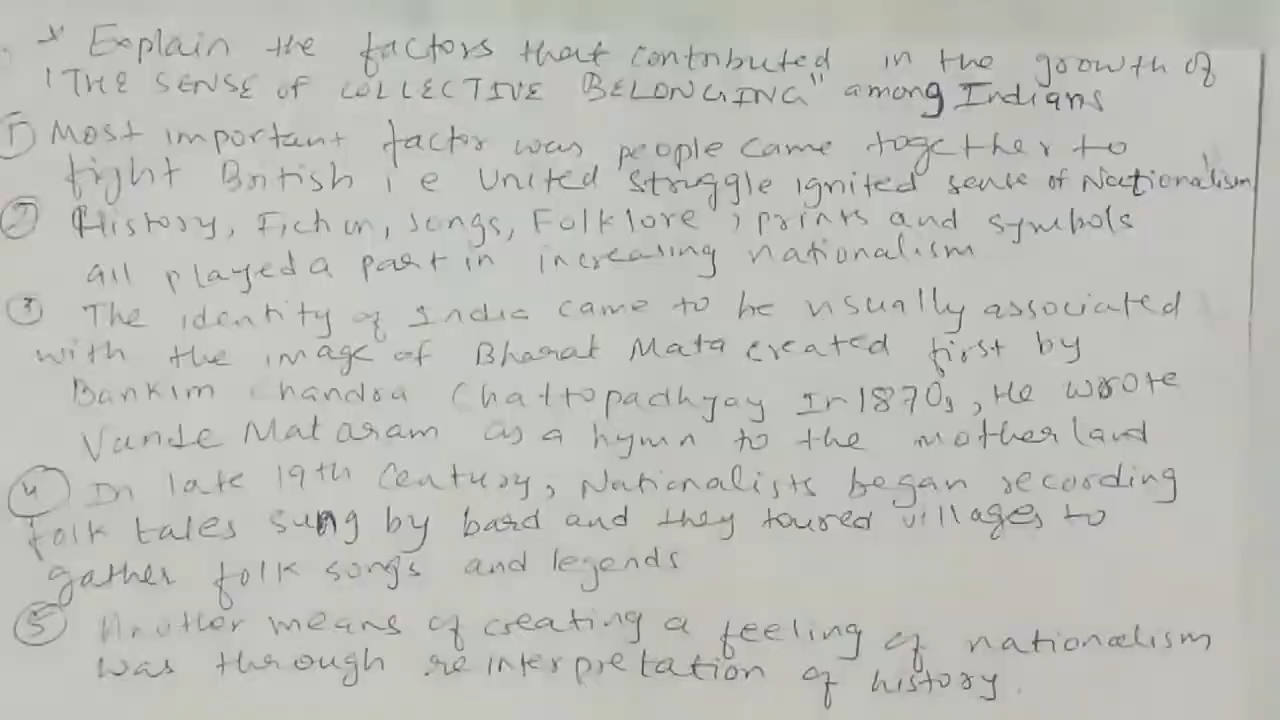 * Explain the factors that contributed in the growth of
"THE SENSE OF COLLECTIVE BELONGING" among Indians
① Most important factor was people came together to
fight British i e United struggle ignited sense of Nationalism
② History, Fiction, songs, Folklore, prints and symbols
all played a part in increasing nationalism
③ The identity of India came to be usually associated
with the image of Bharat Mata created first by
Bankim Chandra Chattopadhyay In 1870s, He wrote
Vande Mataram as a hymn to the motherland
④ In late 19th Century, Nationalists began recording
folk tales sung by bard and they toured villages to
gather folk songs and legends
⑤ Another means of creating a feeling of nationalism
was through reinterpretation of history.